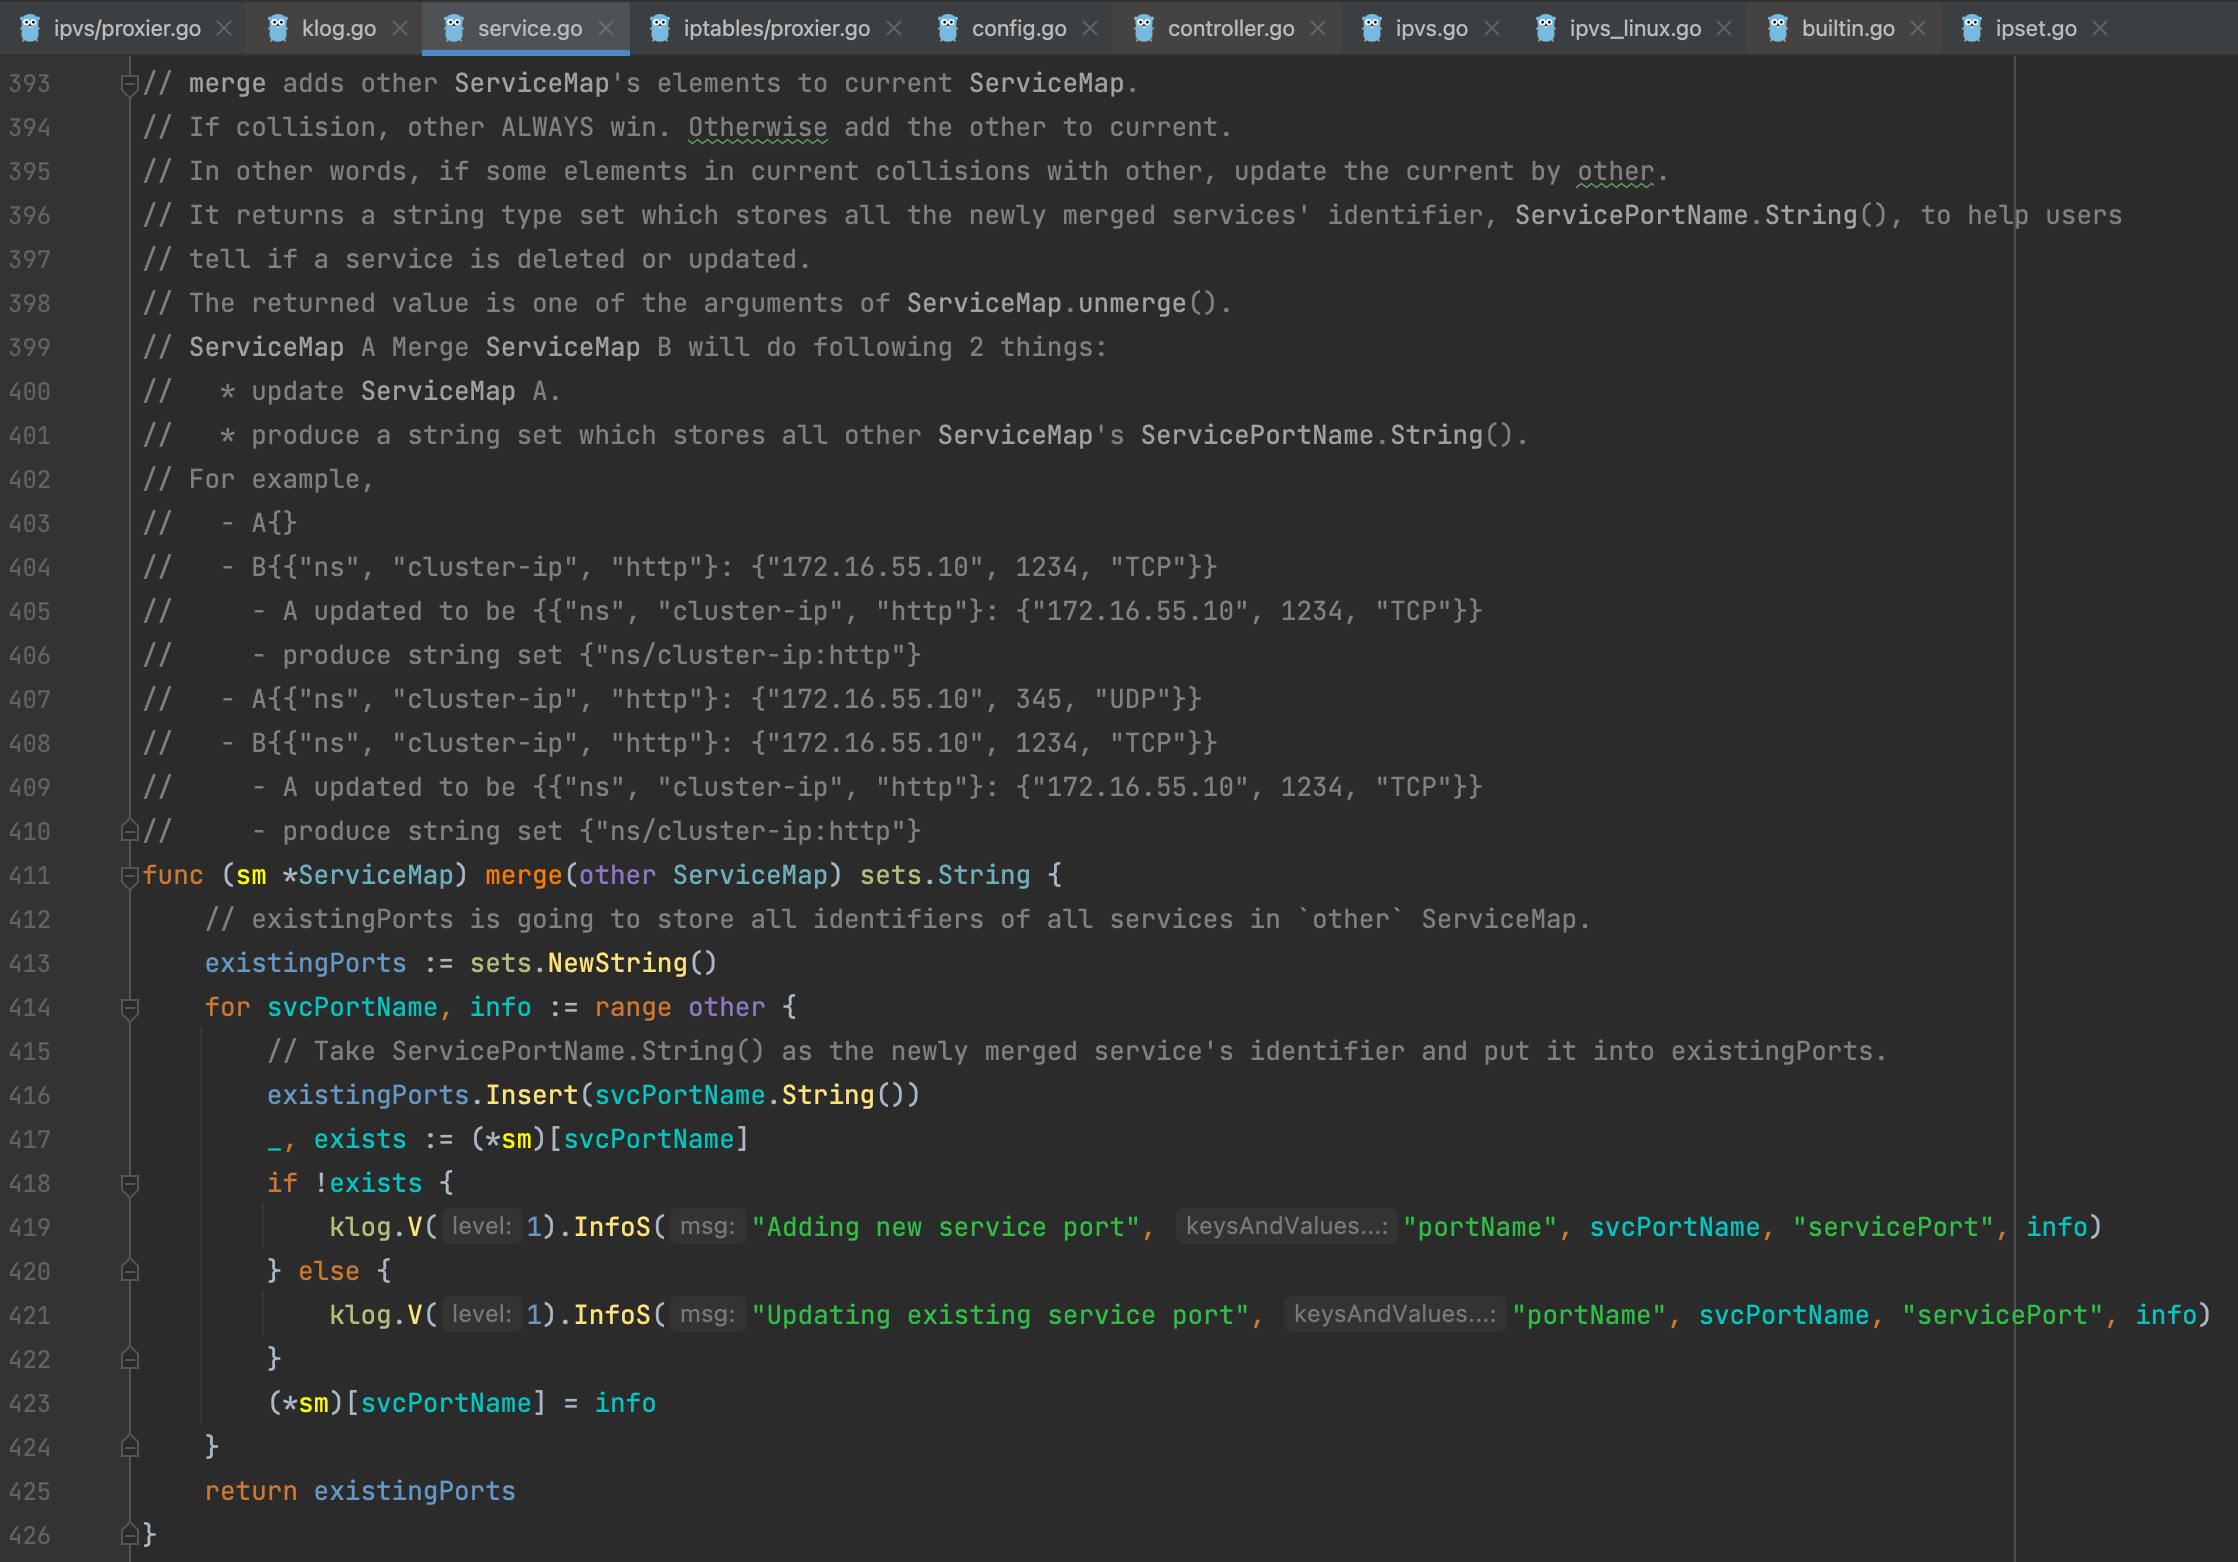 ipvs/proxier.go klog.go service.go iptables/proxier.go config.go controller.go ipvs.go ipvs_linux.go builtin.go ipset.go
393 // merge adds other ServiceMap's elements to current ServiceMap.
394 // If collision, other ALWAYS win. Otherwise add the other to current.
395 // In other words, if some elements in current collisions with other, update the current by other.
396 // It returns a string type set which stores all the newly merged services' identifier, ServicePortName.String(), to help users
397 // tell if a service is deleted or updated.
398 // The returned value is one of the arguments of ServiceMap.unmerge().
399 // ServiceMap A Merge ServiceMap B will do following 2 things:
400 //   * update ServiceMap A.
401 //   * produce a string set which stores all other ServiceMap's ServicePortName.String().
402 // For example,
403 //   - A{}
404 //   - B{{"ns", "cluster-ip", "http"}: {"172.16.55.10", 1234, "TCP"}}
405 //     - A updated to be {{"ns", "cluster-ip", "http"}: {"172.16.55.10", 1234, "TCP"}}
406 //     - produce string set {"ns/cluster-ip:http"}
407 //   - A{{"ns", "cluster-ip", "http"}: {"172.16.55.10", 345, "UDP"}}
408 //   - B{{"ns", "cluster-ip", "http"}: {"172.16.55.10", 1234, "TCP"}}
409 //     - A updated to be {{"ns", "cluster-ip", "http"}: {"172.16.55.10", 1234, "TCP"}}
410 //     - produce string set {"ns/cluster-ip:http"}
411 func (sm *ServiceMap) merge(other ServiceMap) sets.String {
412     // existingPorts is going to store all identifiers of all services in `other` ServiceMap.
413     existingPorts := sets.NewString()
414     for svcPortName, info := range other {
415         // Take ServicePortName.String() as the newly merged service's identifier and put it into existingPorts.
416         existingPorts.Insert(svcPortName.String())
417         _, exists := (*sm)[svcPortName]
418         if !exists {
419             klog.V( level: 1).InfoS( msg: "Adding new service port", keysAndValues...: "portName", svcPortName, "servicePort", info)
420         } else {
421             klog.V( level: 1).InfoS( msg: "Updating existing service port", keysAndValues...: "portName", svcPortName, "servicePort", info)
422         }
423         (*sm)[svcPortName] = info
424     }
425     return existingPorts
426 }